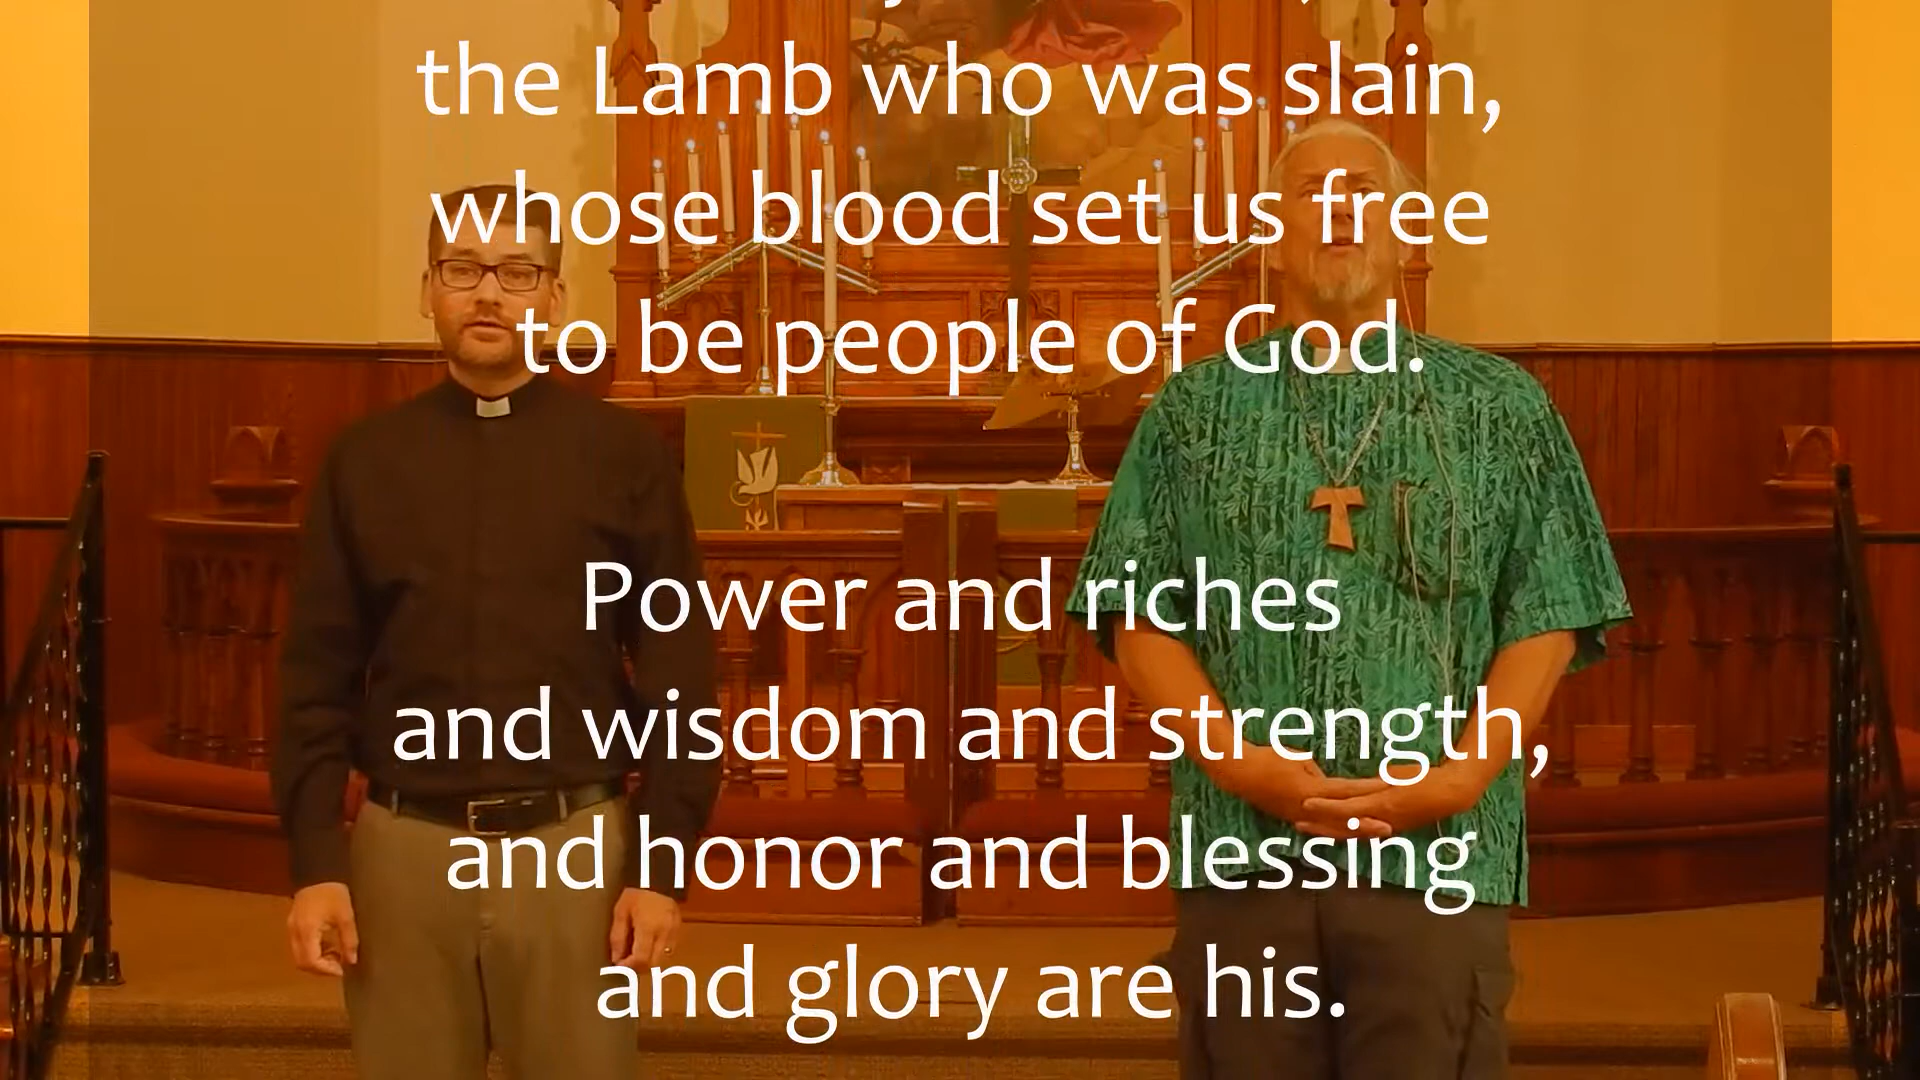 the Lamb who was slain,
whose blood set us free
to be people of God.
Power and riches
and wisdom and strength,
and honor and blessing
and glory are his.